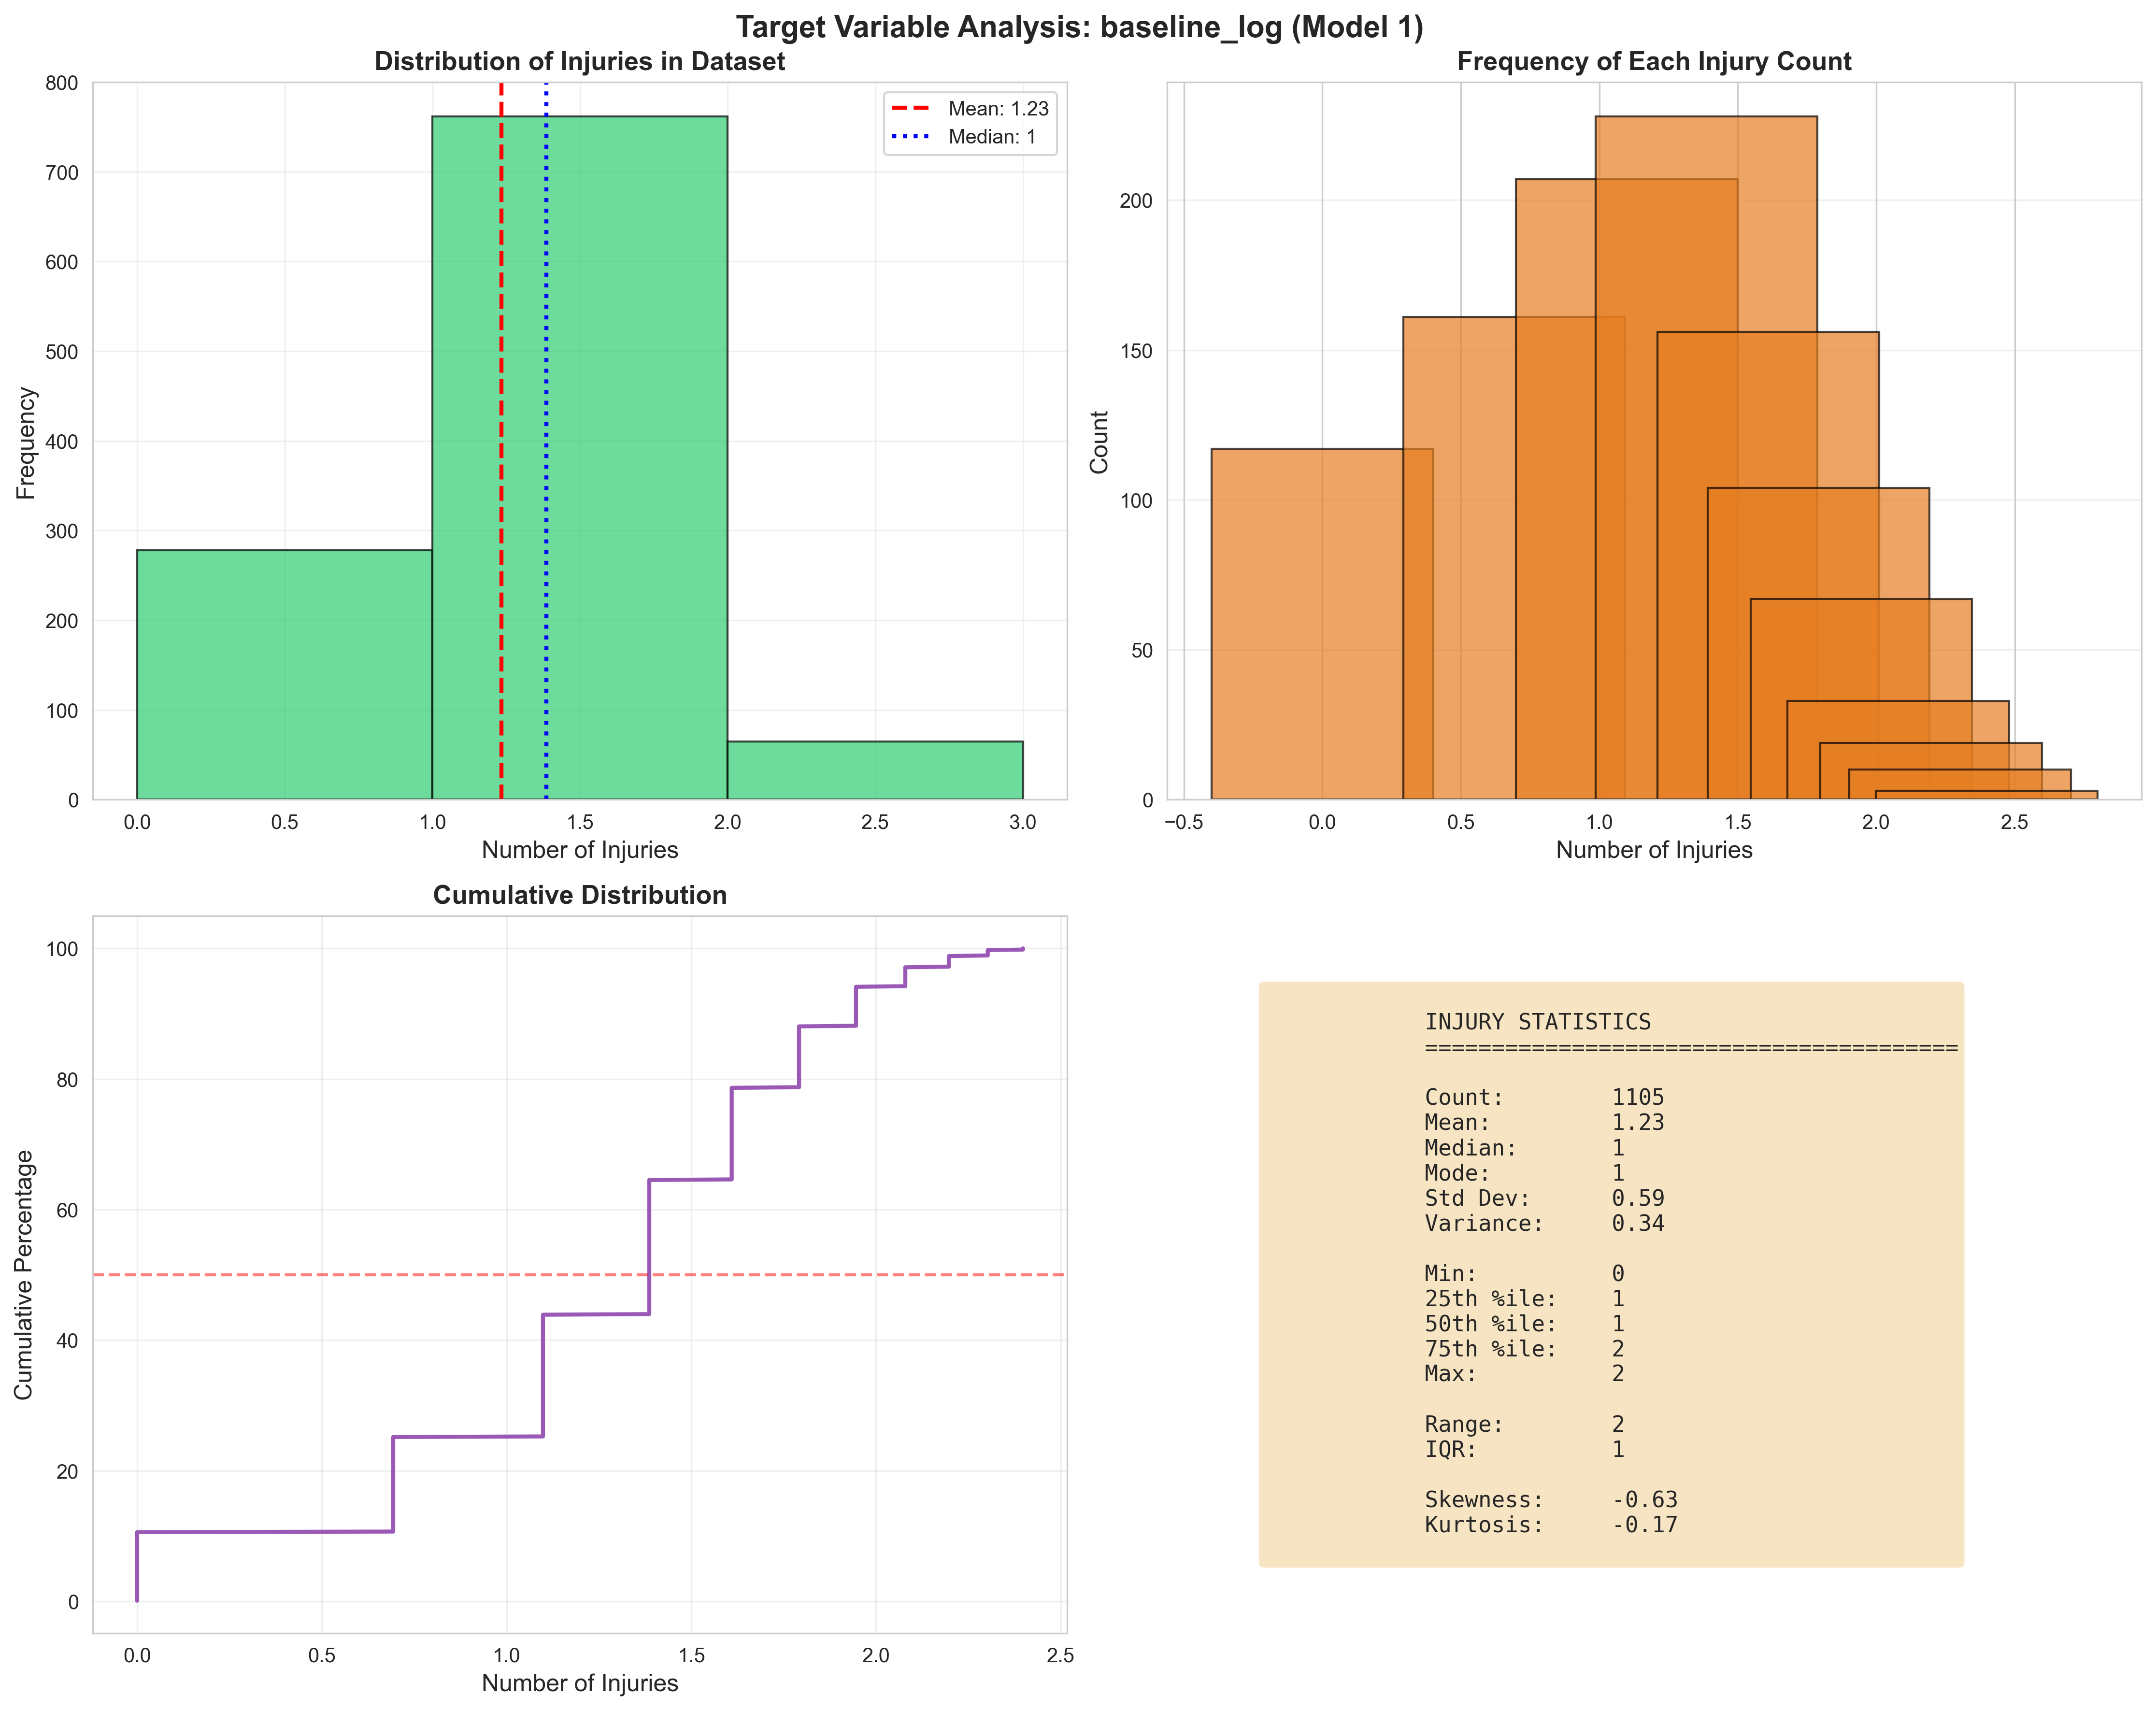 Target Variable Analysis: baseline_log (Model 1)
Distribution of Injuries in Dataset
800
700
600
500
400
300
200
100
0
Frequency
Mean: 1.23
Median: 1
0.0 0.5 1.0 1.5 2.0 2.5 3.0
Number of Injuries
Frequency of Each Injury Count
200
150
100
50
0
Count
−0.5 0.0 0.5 1.0 1.5 2.0 2.5
Number of Injuries
Cumulative Distribution
100
80
60
40
20
0
Cumulative Percentage
0.0 0.5 1.0 1.5 2.0 2.5
Number of Injuries
INJURY STATISTICS
========================================
Count: 1105
Mean: 1.23
Median: 1
Mode: 1
Std Dev: 0.59
Variance: 0.34
Min: 0
25th %ile: 1
50th %ile: 1
75th %ile: 2
Max: 2
Range: 2
IQR: 1
Skewness: -0.63
Kurtosis: -0.17